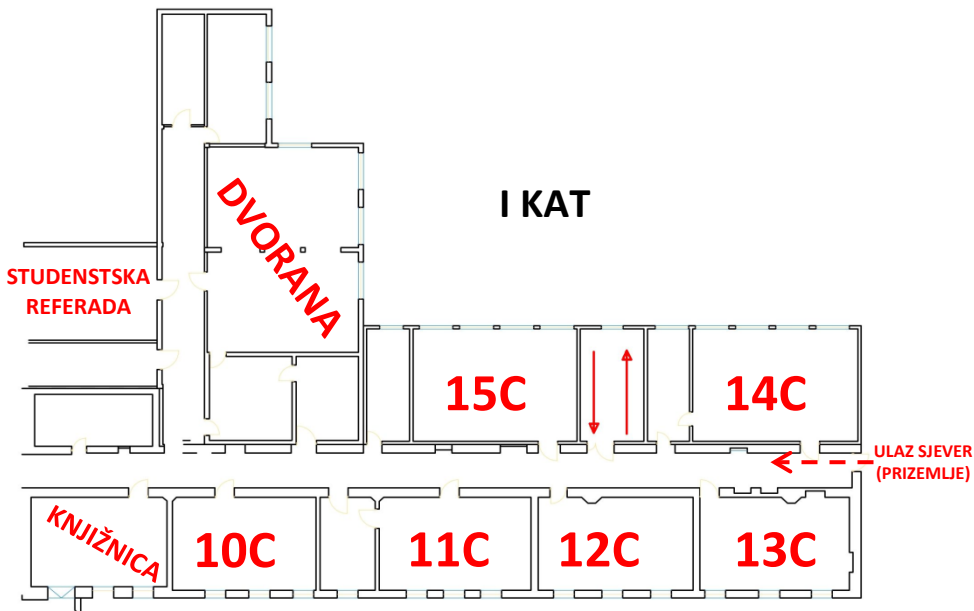 I KAT
DVORANA
STUDENSTSKA
REFERADA
15C
14C
ULAZ SJEVER
(PRIZEMLJE)
KNJIŽNICA
10C
11C
12C
13C